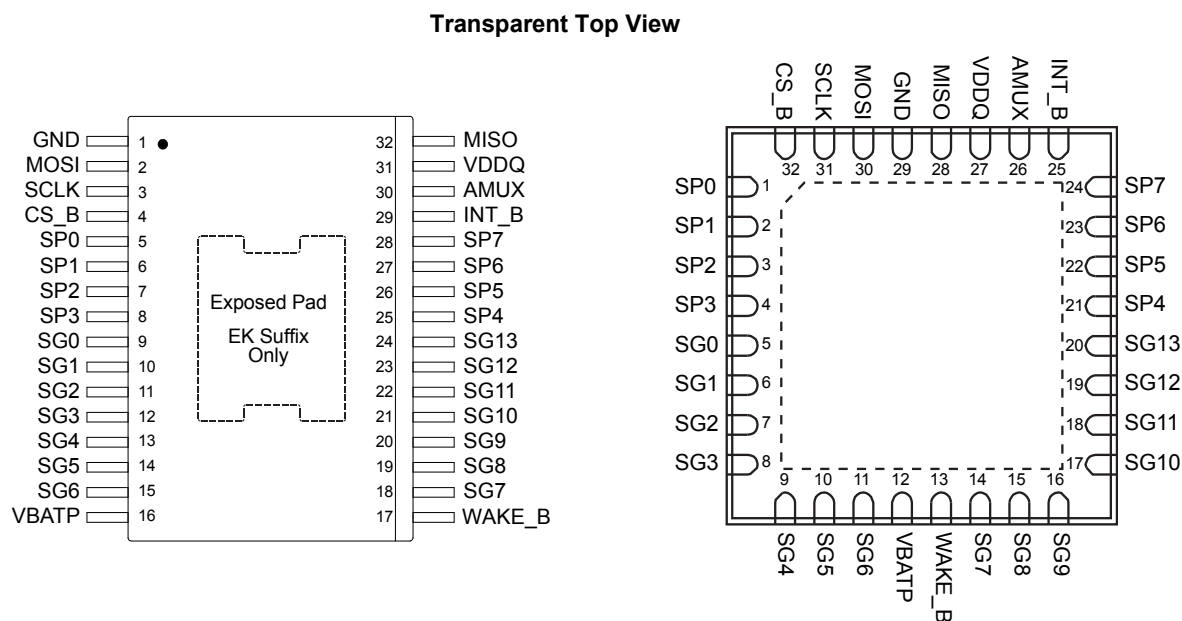 Transparent Top View
GND 1
MOSI 2
SCLK 3
CS_B 4
SP0 5
SP1 6
SP2 7
SP3 8
SG0 9
SG1 10
SG2 11
SG3 12
SG4 13
SG5 14
SG6 15
VBATP 16
Exposed Pad
EK Suffix
Only
32 MISO
31 VDDQ
30 AMUX
29 INT_B
28 SP7
27 SP6
26 SP5
25 SP4
24 SG13
23 SG12
22 SG11
21 SG10
20 SG9
19 SG8
18 SG7
17 WAKE_B
CS_B
SCLK
MOSI
GND
MISO
VDDQ
AMUX
INT_B
32 31 30 29 28 27 26 25
SP0 1
SP1 2
SP2 3
SP3 4
SG0 5
SG1 6
SG2 7
SG3 8
24 SP7
23 SP6
22 SP5
21 SP4
20 SG13
19 SG12
18 SG11
17 SG10
9 10 11 12 13 14 15 16
SG4
SG5
SG6
VBATP
WAKE_B
SG7
SG8
SG9